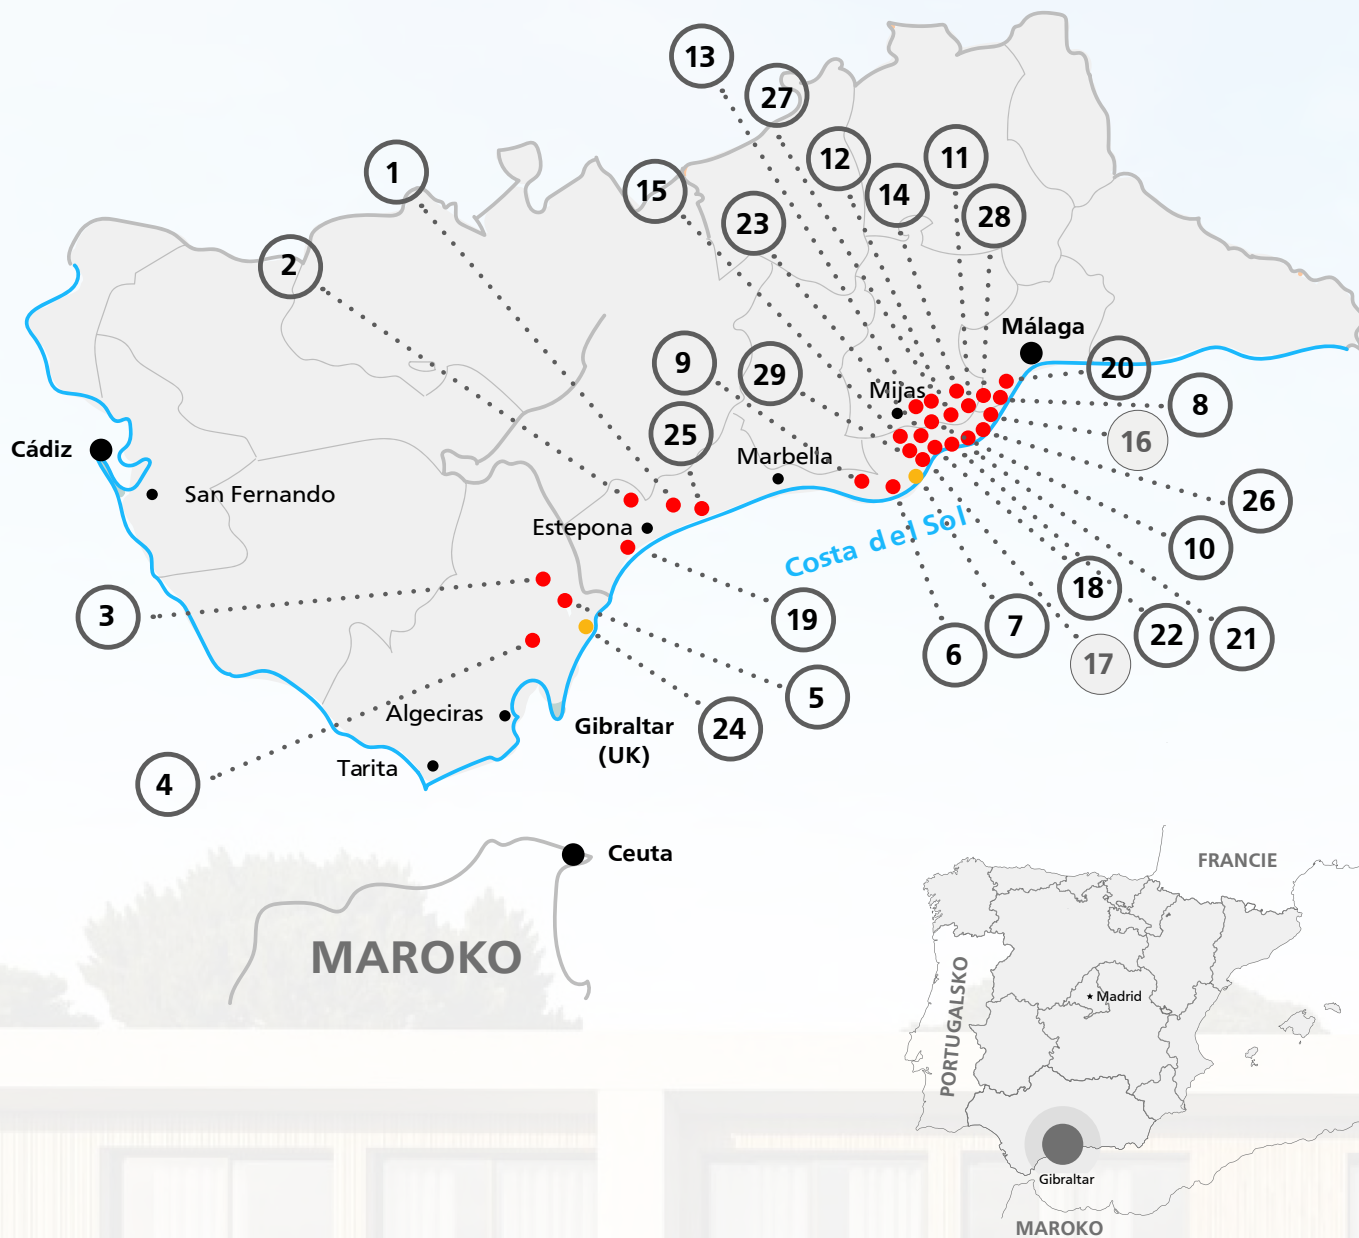 13
27
12
11
1
15
14
23
28
2
Málaga
9
29
20
Mijas
8
25
16
Cádiz
Marbella
San Fernando
26
Estepona
Costa del Sol
10
18
3
19
7
22
21
6
17
5
Algeciras
Gibraltar
(UK)
24
Tarita
4
Ceuta
FRANCIE
MAROKO
PORTUGALSKO
Madrid
Gibraltar
MAROKO